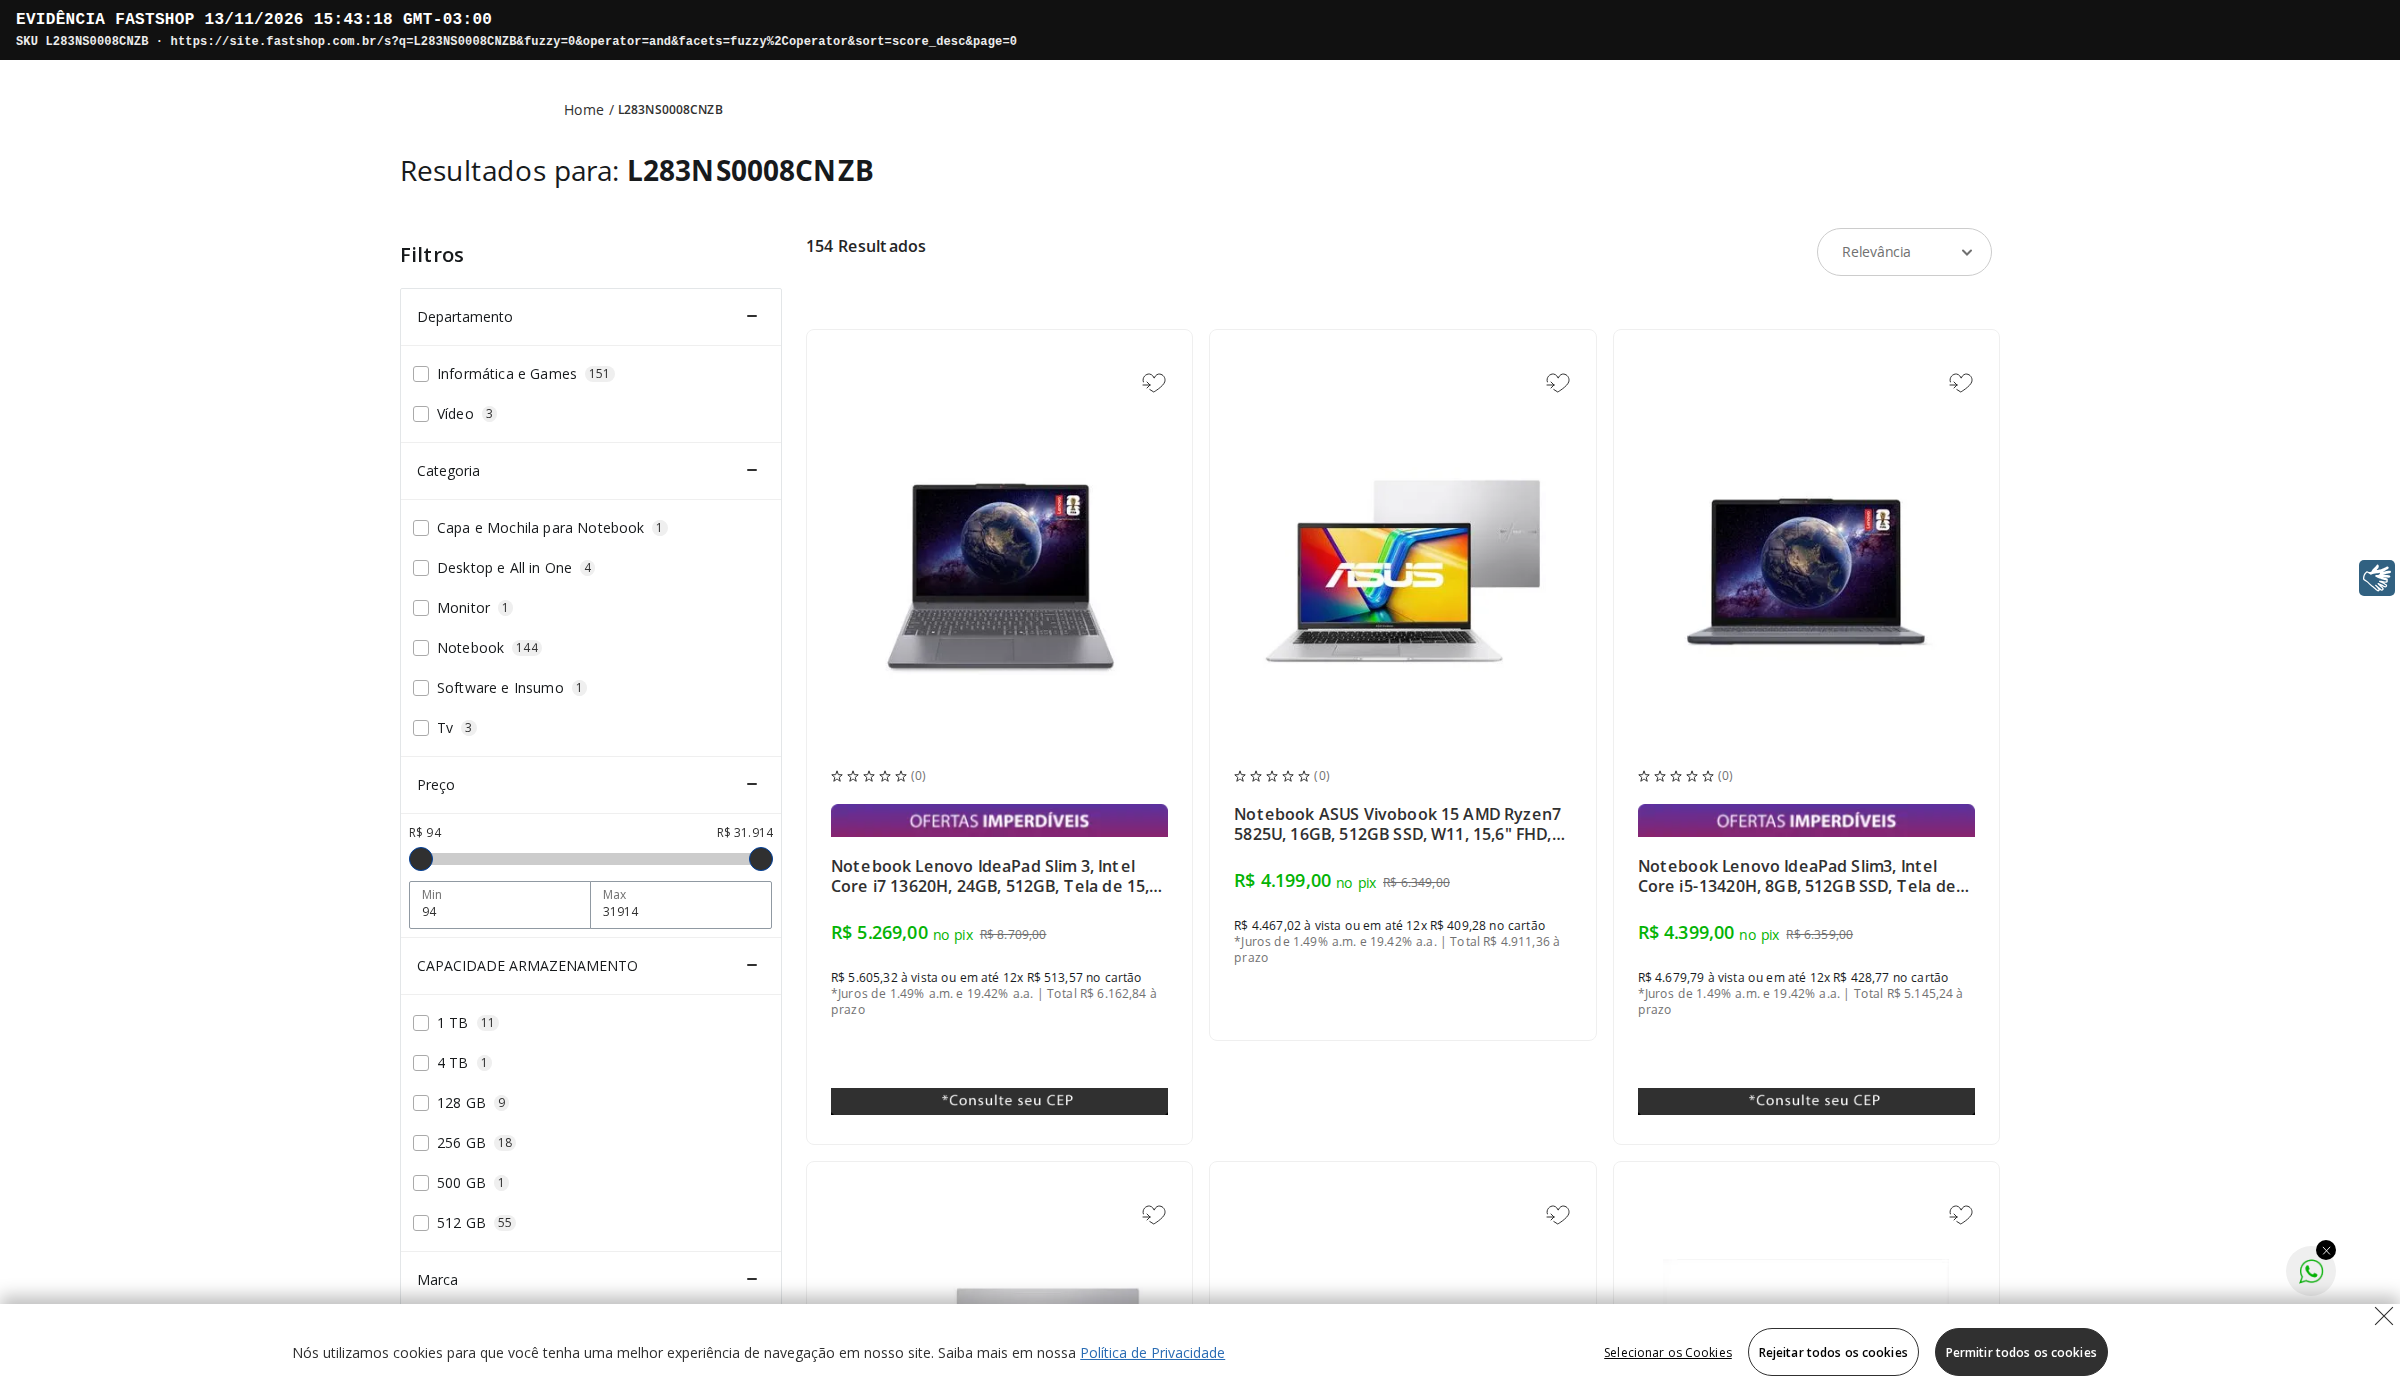 EVIDÊNCIA FASTSHOP 13/11/2026 15:43:18 GMT-03:00
SKU L283NS0008CNZB · https://site.fastshop.com.br/s?q=L283NS0008CNZB&fuzzy=0&operator=and&facets=fuzzy%2Coperator&sort=score_desc&page=0
Home / L283NS0008CNZB
Resultados para: L283NS0008CNZB
Filtros
154 Resultados
Relevância
Departamento
Informática e Games 151
Vídeo 3
Categoria
Capa e Mochila para Notebook 1
Desktop e All in One 4
Monitor 1
Notebook 144
Software e Insumo 1
Tv 3
Preço
R$ 94 R$ 31.914
Min Max
94 31914
CAPACIDADE ARMAZENAMENTO
1 TB 11
4 TB 1
128 GB 9
256 GB 18
500 GB 1
512 GB 55
Marca
(0)
OFERTAS IMPERDÍVEIS
Notebook Lenovo IdeaPad Slim 3, Intel
Core i7 13620H, 24GB, 512GB, Tela de 15,...
R$ 5.269,00 no pix R$ 8.709,00
R$ 5.605,32 à vista ou em até 12x R$ 513,57 no cartão
*Juros de 1.49% a.m. e 19.42% a.a. | Total R$ 6.162,84 à
prazo
*Consulte seu CEP
ASUS
(0)
Notebook ASUS Vivobook 15 AMD Ryzen7
5825U, 16GB, 512GB SSD, W11, 15,6" FHD,...
R$ 4.199,00 no pix R$ 6.349,00
R$ 4.467,02 à vista ou em até 12x R$ 409,28 no cartão
*Juros de 1.49% a.m. e 19.42% a.a. | Total R$ 4.911,36 à
prazo
(0)
OFERTAS IMPERDÍVEIS
Notebook Lenovo IdeaPad Slim3, Intel
Core i5-13420H, 8GB, 512GB SSD, Tela de...
R$ 4.399,00 no pix R$ 6.359,00
R$ 4.679,79 à vista ou em até 12x R$ 428,77 no cartão
*Juros de 1.49% a.m. e 19.42% a.a. | Total R$ 5.145,24 à
prazo
*Consulte seu CEP
Nós utilizamos cookies para que você tenha uma melhor experiência de navegação em nosso site. Saiba mais em nossa Política de Privacidade
Selecionar os Cookies
Rejeitar todos os cookies
Permitir todos os cookies